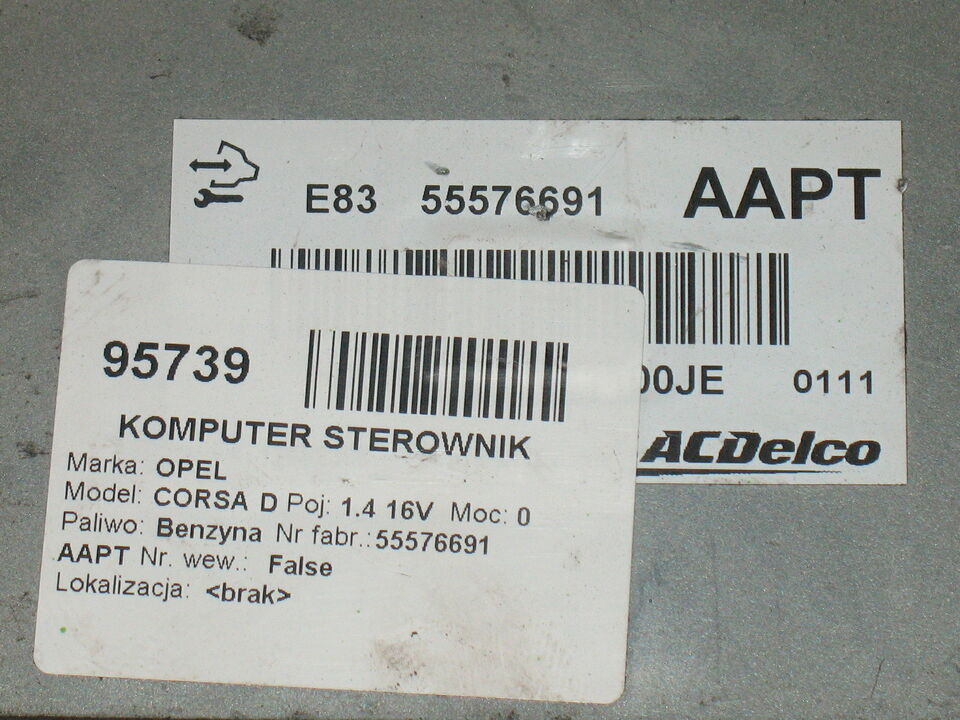 E83 55576691 AAPT
00JE 0111
ACDelco
95739
KOMPUTER STEROWNIK
Marka: OPEL
Model: CORSA D Poj: 1.4 16V Moc: 0
Paliwo: Benzyna Nr fabr.:55576691
AAPT Nr. wew.: False
Lokalizacja: <brak>